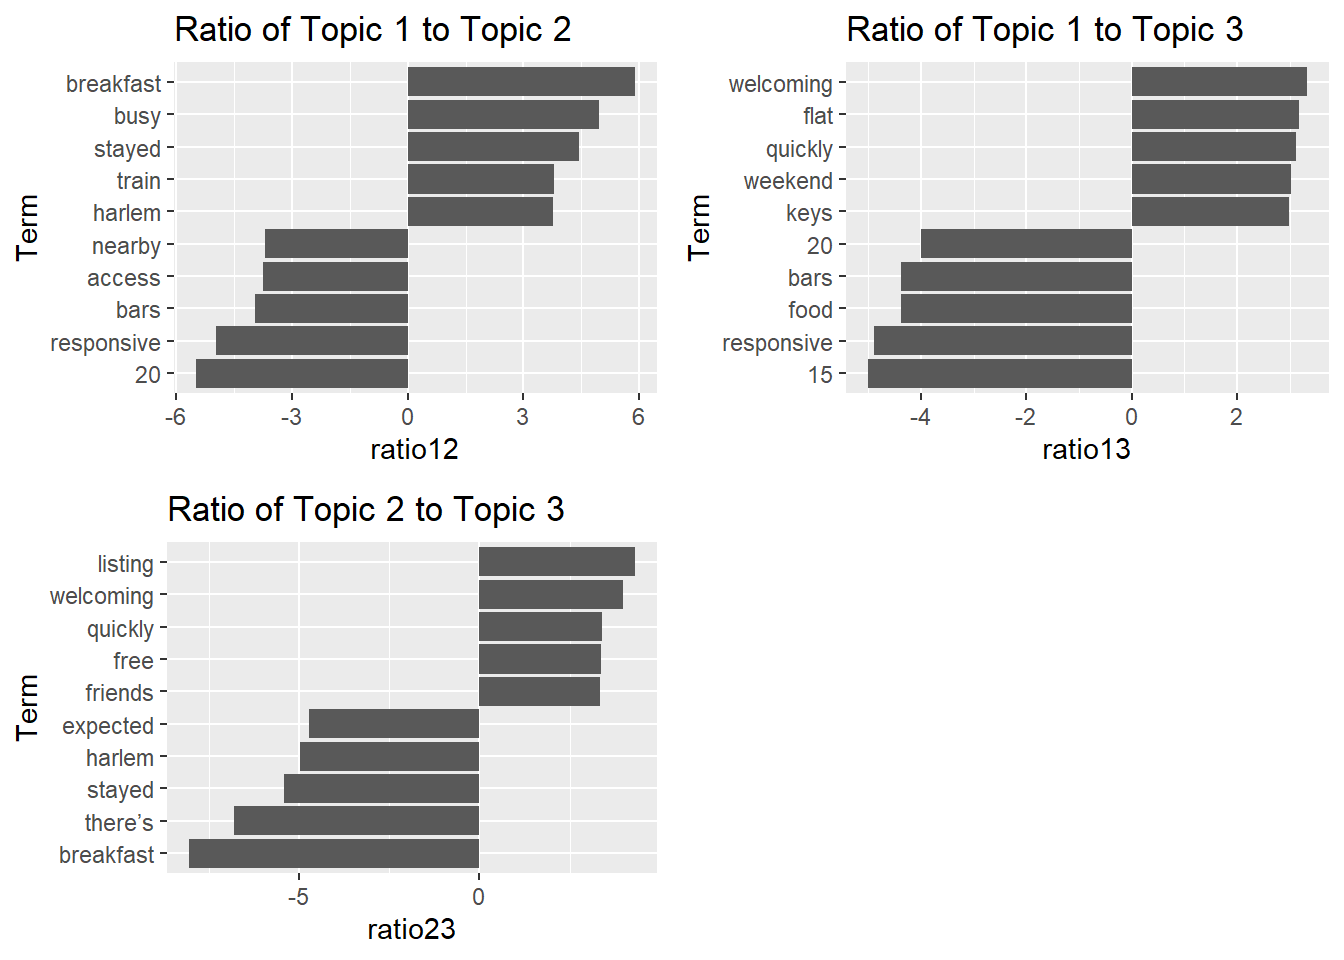 Ratio of Topic 1 to Topic 2
Term
breakfast
busy
stayed
train
harlem
nearby
access
bars
responsive
20
-6 -3 0 3 6
ratio12
Ratio of Topic 1 to Topic 3
Term
welcoming
flat
quickly
weekend
keys
20
bars
food
responsive
15
-4 -2 0 2
ratio13
Ratio of Topic 2 to Topic 3
Term
listing
welcoming
quickly
free
friends
expected
harlem
stayed
there’s
breakfast
-5 0
ratio23